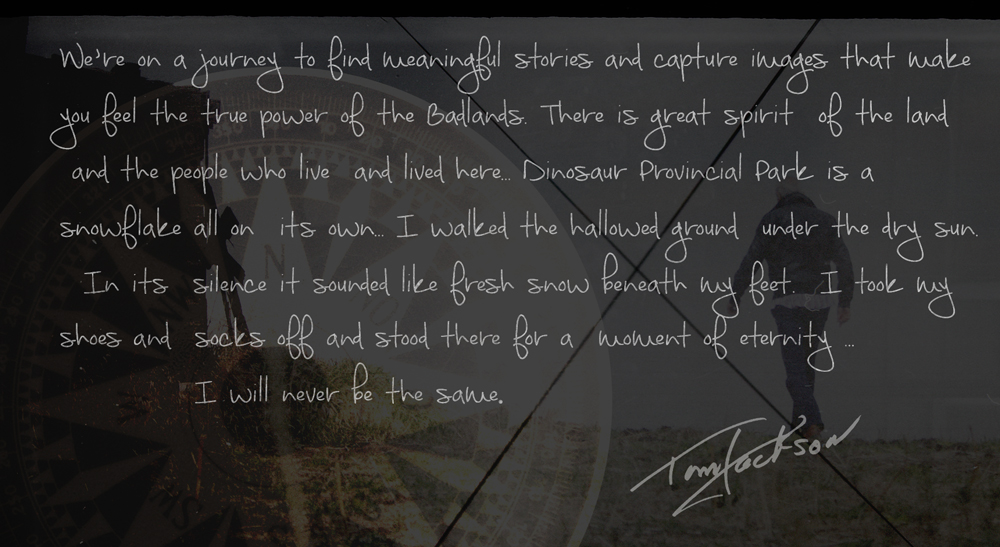 We're on a journey to find meaningful stories and capture images that make
you feel the true power of the Badlands. There is great spirit of the land
and the people who live and lived here... Dinosaur Provincial Park is a
snowflake all on its own... I walked the hallowed ground under the dry sun.
In its silence it sounded like fresh snow beneath my feet. I took my
shoes and socks off and stood there for a moment of eternity ...
I will never be the same.
Tom Jackson
N